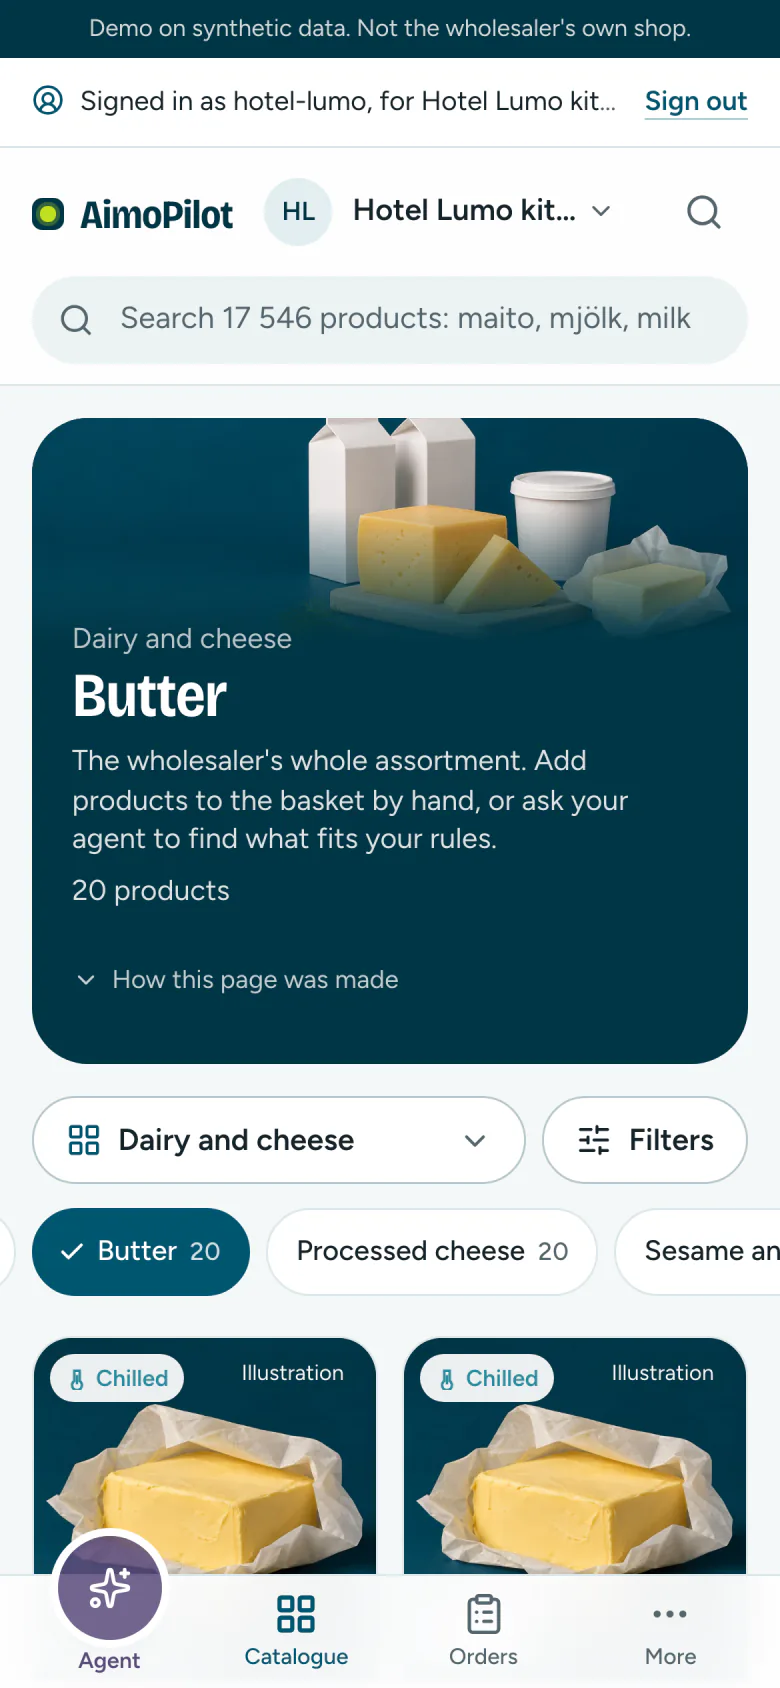 Demo on synthetic data. Not the wholesaler's own shop.
Signed in as hotel-lumo, for Hotel Lumo kit...
Sign out
AimoPilot
HL
Hotel Lumo kit...
Search 17 546 products: maito, mjölk, milk
Dairy and cheese
Butter
The wholesaler's whole assortment. Add
products to the basket by hand, or ask your
agent to find what fits your rules.
20 products
How this page was made
Dairy and cheese
Filters
Butter 20
Processed cheese 20
Sesame an
Chilled
Illustration
Chilled
Illustration
Agent
Catalogue
Orders
More